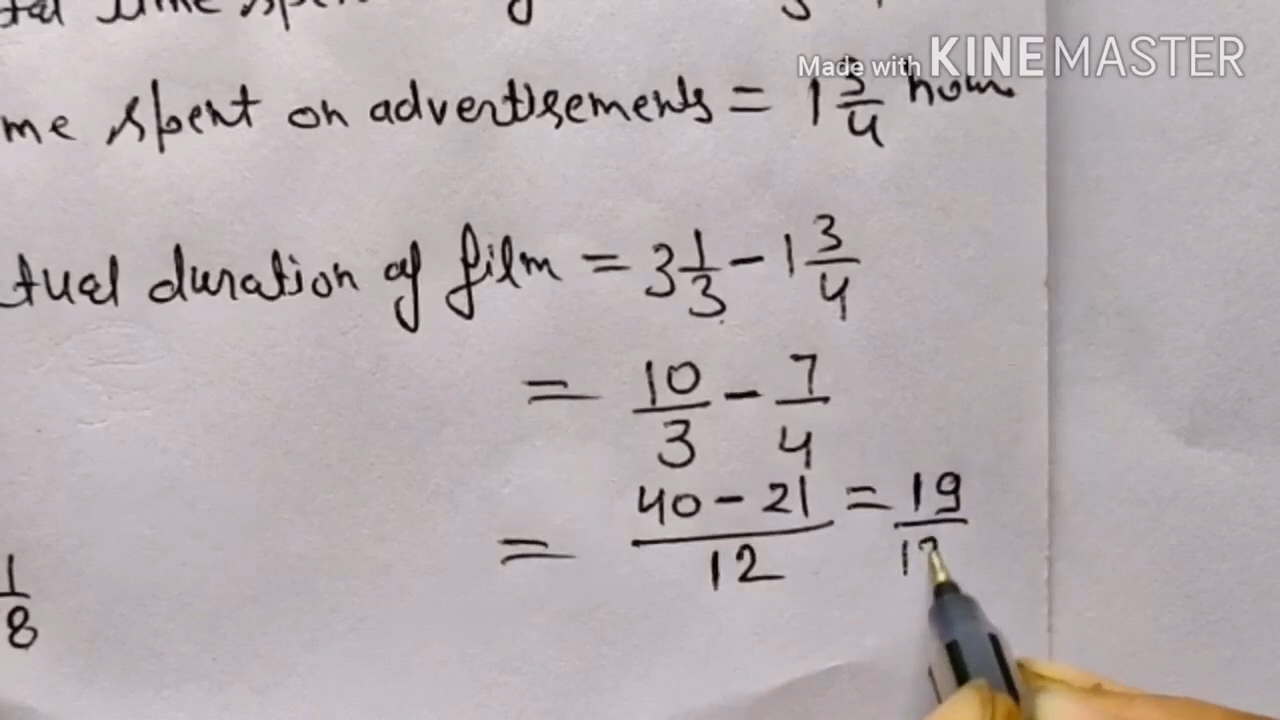 Made with KINEMASTER
me spent on advertisements = 1 3/4 hour
tual duration of film = 3 1/3 - 1 3/4
= 10/3 - 7/4
= 40 - 21/12 = 19/12
1/8